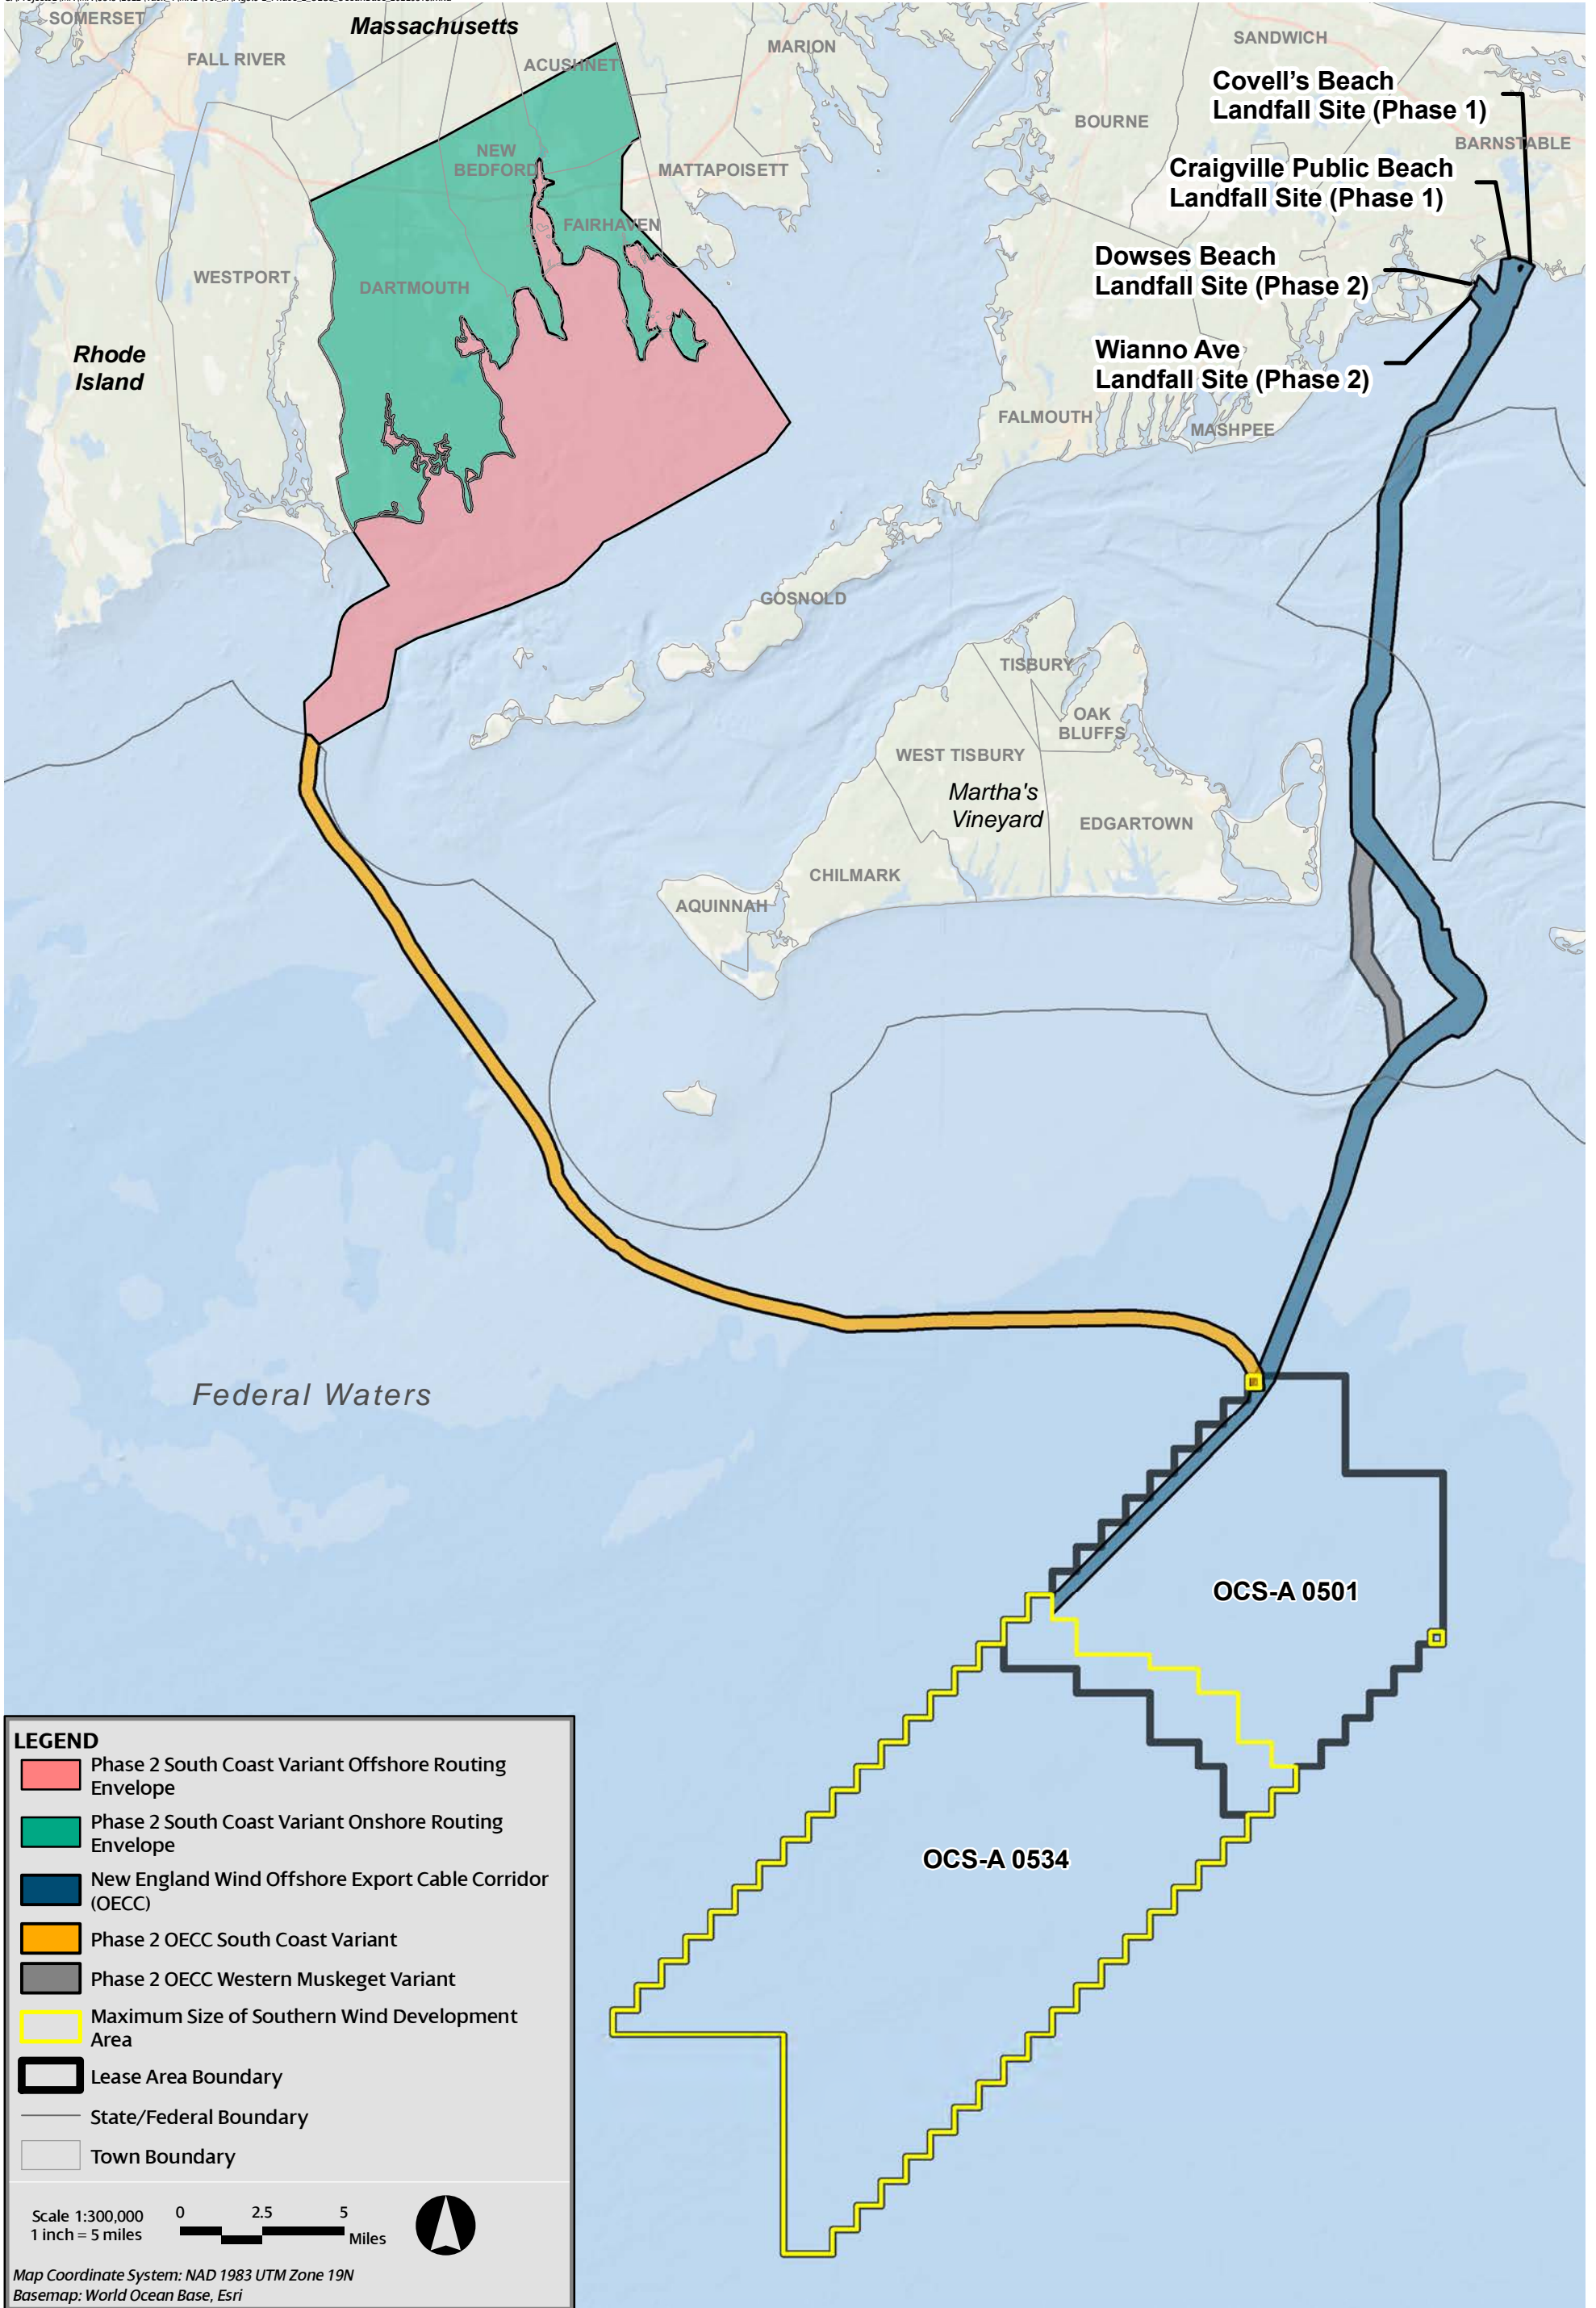 SOMERSET
Massachusetts
FALL RIVER
ACUSHNET
MARION
SANDWICH
Covell's Beach
Landfall Site (Phase 1)
BOURNE
BARNSTABLE
NEW
BEDFORD
MATTAPOISETT
Craigville Public Beach
Landfall Site (Phase 1)
FAIRHAVEN
WESTPORT
DARTMOUTH
Dowses Beach
Landfall Site (Phase 2)
Rhode
Island
Wianno Ave
Landfall Site (Phase 2)
FALMOUTH
MASHPEE
GOSNOLD
TISBURY
OAK
BLUFFS
WEST TISBURY
Martha's
Vineyard
EDGARTOWN
CHILMARK
AQUINNAH
Federal Waters
OCS-A 0501
OCS-A 0534
LEGEND
Phase 2 South Coast Variant Offshore Routing
Envelope
Phase 2 South Coast Variant Onshore Routing
Envelope
New England Wind Offshore Export Cable Corridor
(OECC)
Phase 2 OECC South Coast Variant
Phase 2 OECC Western Muskeget Variant
Maximum Size of Southern Wind Development
Area
Lease Area Boundary
State/Federal Boundary
Town Boundary
Scale 1:300,000
1 inch = 5 miles
0 2.5 5
Miles
Map Coordinate System: NAD 1983 UTM Zone 19N
Basemap: World Ocean Base, Esri